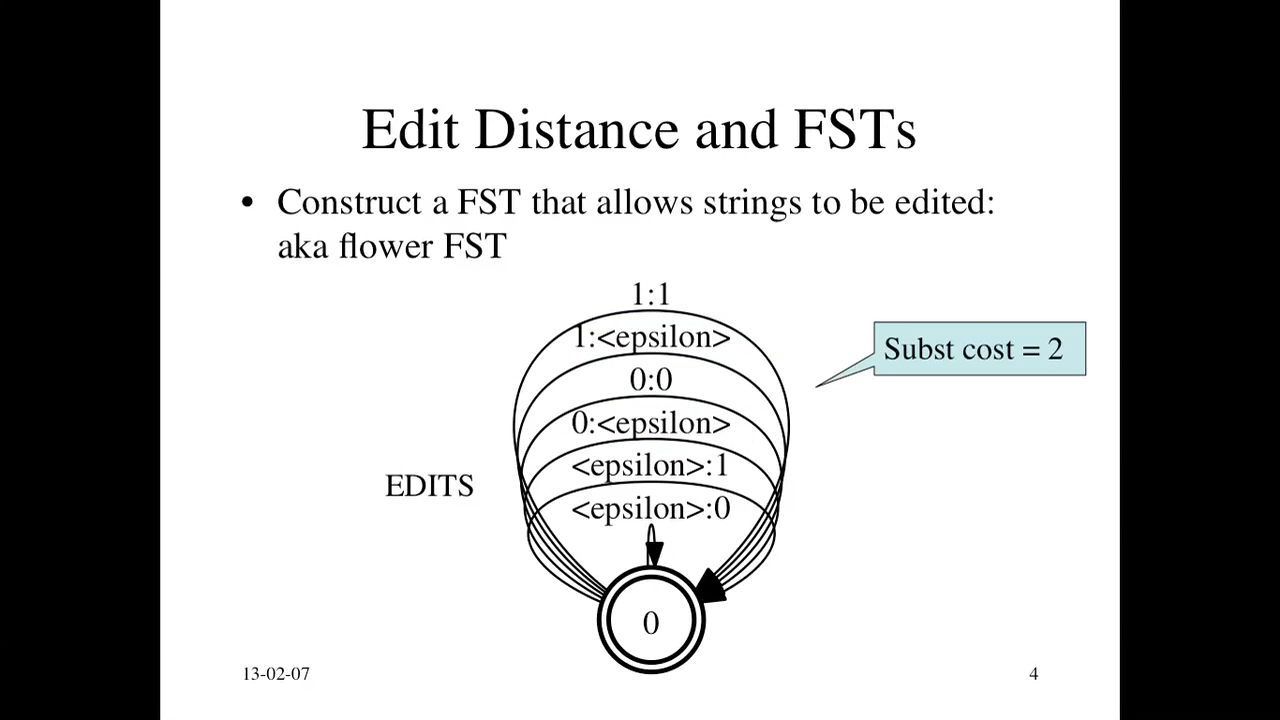 Edit Distance and FSTs
• Construct a FST that allows strings to be edited:
aka flower FST
1:1
1:<epsilon>
0:0
0:<epsilon>
<epsilon>:1
<epsilon>:0
0
EDITS
Subst cost = 2
13-02-07
4